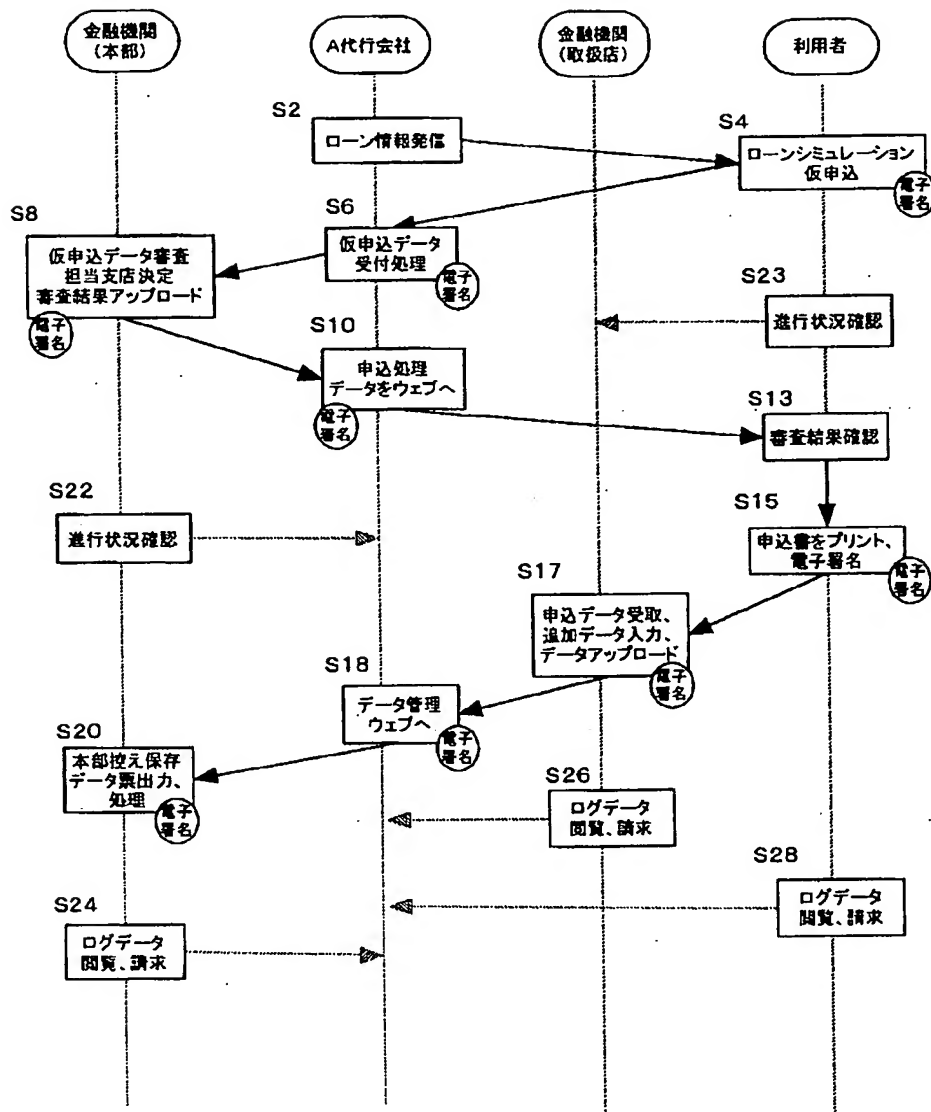 金融機関
(本部)
A代行会社
金融機関
(取扱店)
利用者
S2
ローン情報発信
S4
ローンシミュレーション
仮申込
電子
署名
S6
仮申込データ
受付処理
電子
署名
S8
仮申込データ審査
担当支店決定
審査結果アップロード
電子
署名
S23
進行状況確認
S10
申込処理
データをウェブへ
電子
署名
S13
審査結果確認
S22
進行状況確認
S15
申込書をプリント、
電子署名
電子
署名
S17
申込データ受取、
追加データ入力、
データアップロード
電子
署名
S18
データ管理
ウェブへ
電子
署名
S20
本部控え保存
データ票出力、
処理
電子
署名
S26
ログデータ
閲覧、請求
S28
ログデータ
閲覧、請求
S24
ログデータ
閲覧、請求